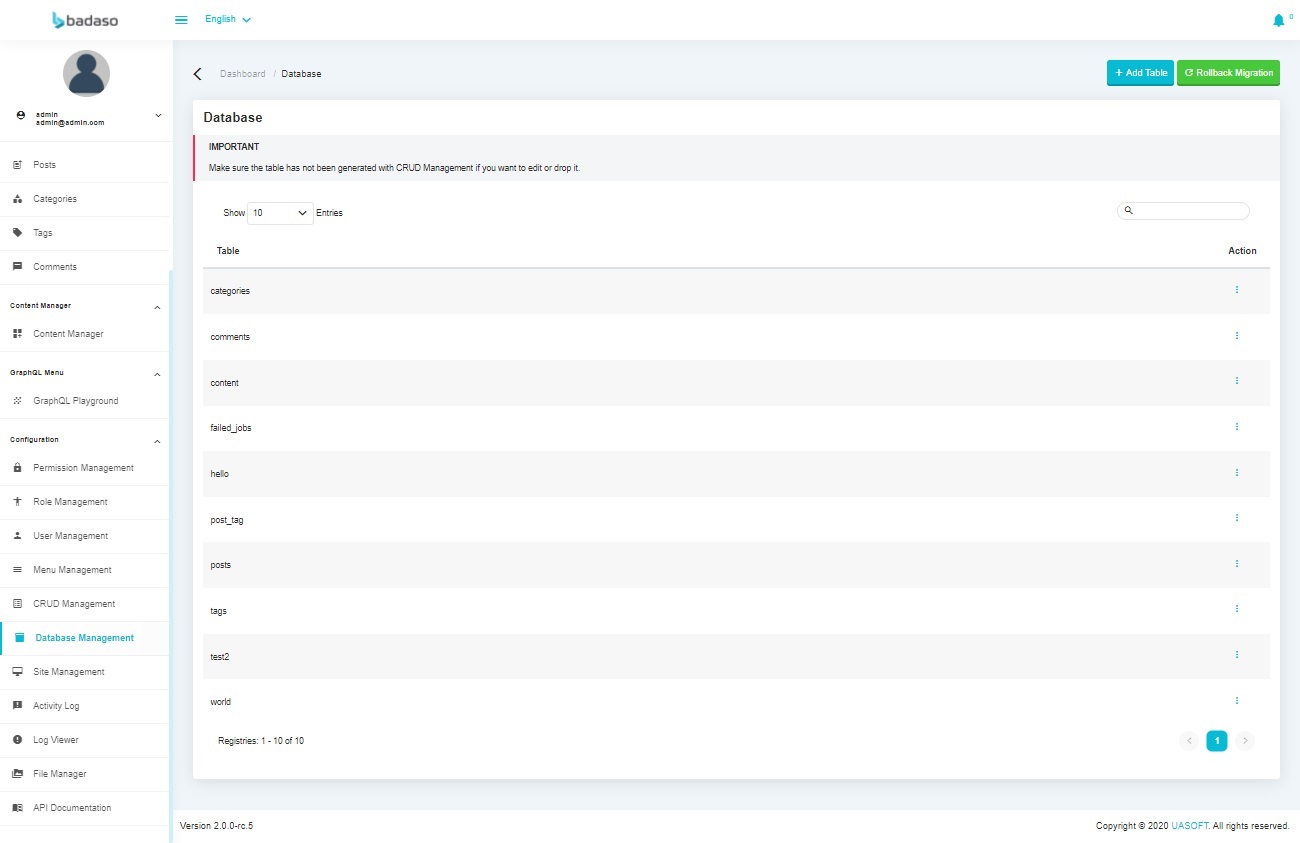 badaso
English
0
admin
admin@admin.com
Posts
Categories
Tags
Comments
Content Manager
Content Manager
GraphQL Menu
GraphQL Playground
Configuration
Permission Management
Role Management
User Management
Menu Management
CRUD Management
Database Management
Site Management
Activity Log
Log Viewer
File Manager
API Documentation
Dashboard / Database
+ Add Table
Rollback Migration
Database
IMPORTANT
Make sure the table has not been generated with CRUD Management if you want to edit or drop it.
Show 10 Entries
Table Action
categories
comments
content
failed_jobs
hello
post_tag
posts
tags
test2
world
Registries: 1 - 10 of 10
1
Version 2.0.0-rc.5
Copyright © 2020 UASOFT. All rights reserved.